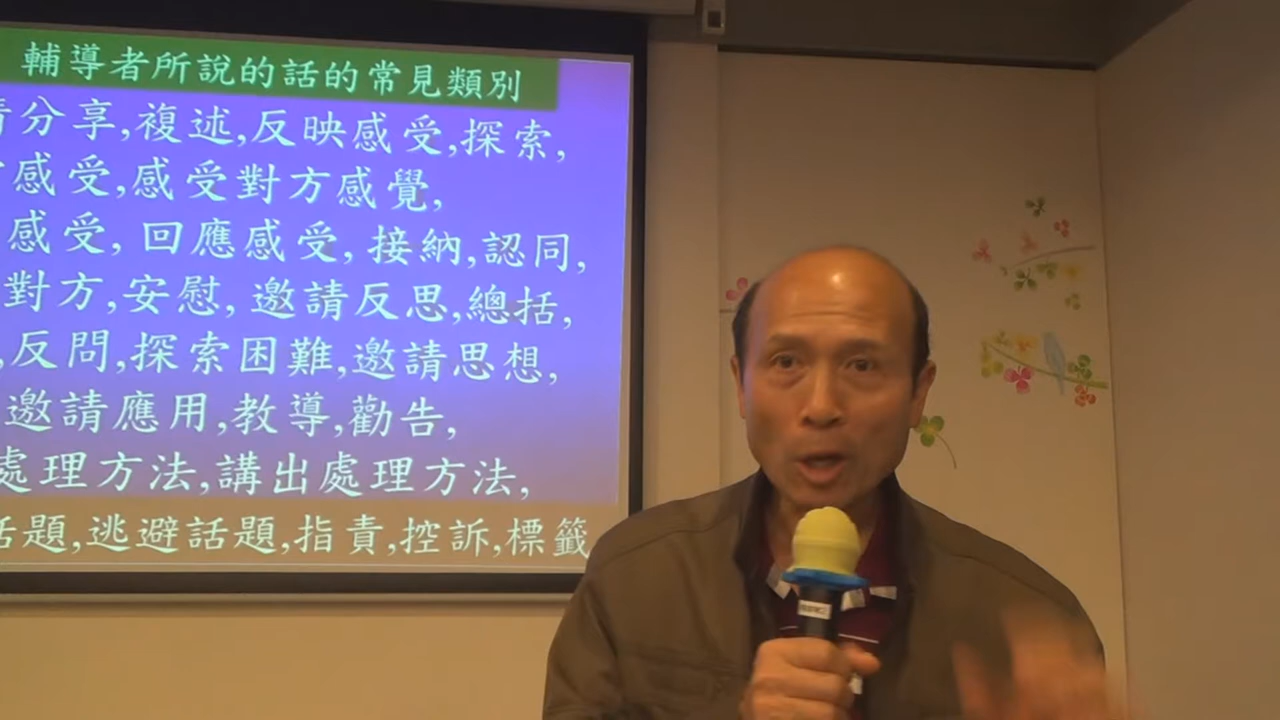 輔導者所說的話的常見類別
分享,複述,反映感受,探索,
感受,感受對方感覺,
感受, 回應感受, 接納,認同,
對方,安慰, 邀請反思,總括,
,反問,探索困難,邀請思想,
邀請應用,教導,勸告,
處理方法,講出處理方法,
話題,逃避話題,指責,控訴,標籤